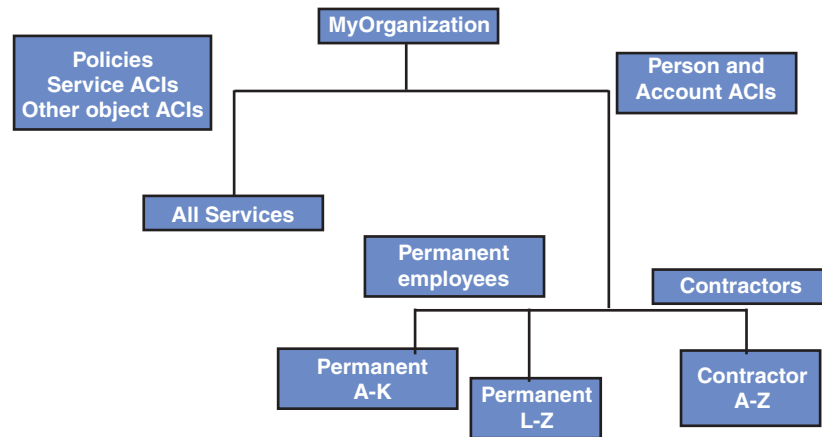 MyOrganization
Policies
Service ACIs
Other object ACIs
Person and
Account ACIs
All Services
Permanent
employees
Contractors
Permanent
A-K
Permanent
L-Z
Contractor
A-Z